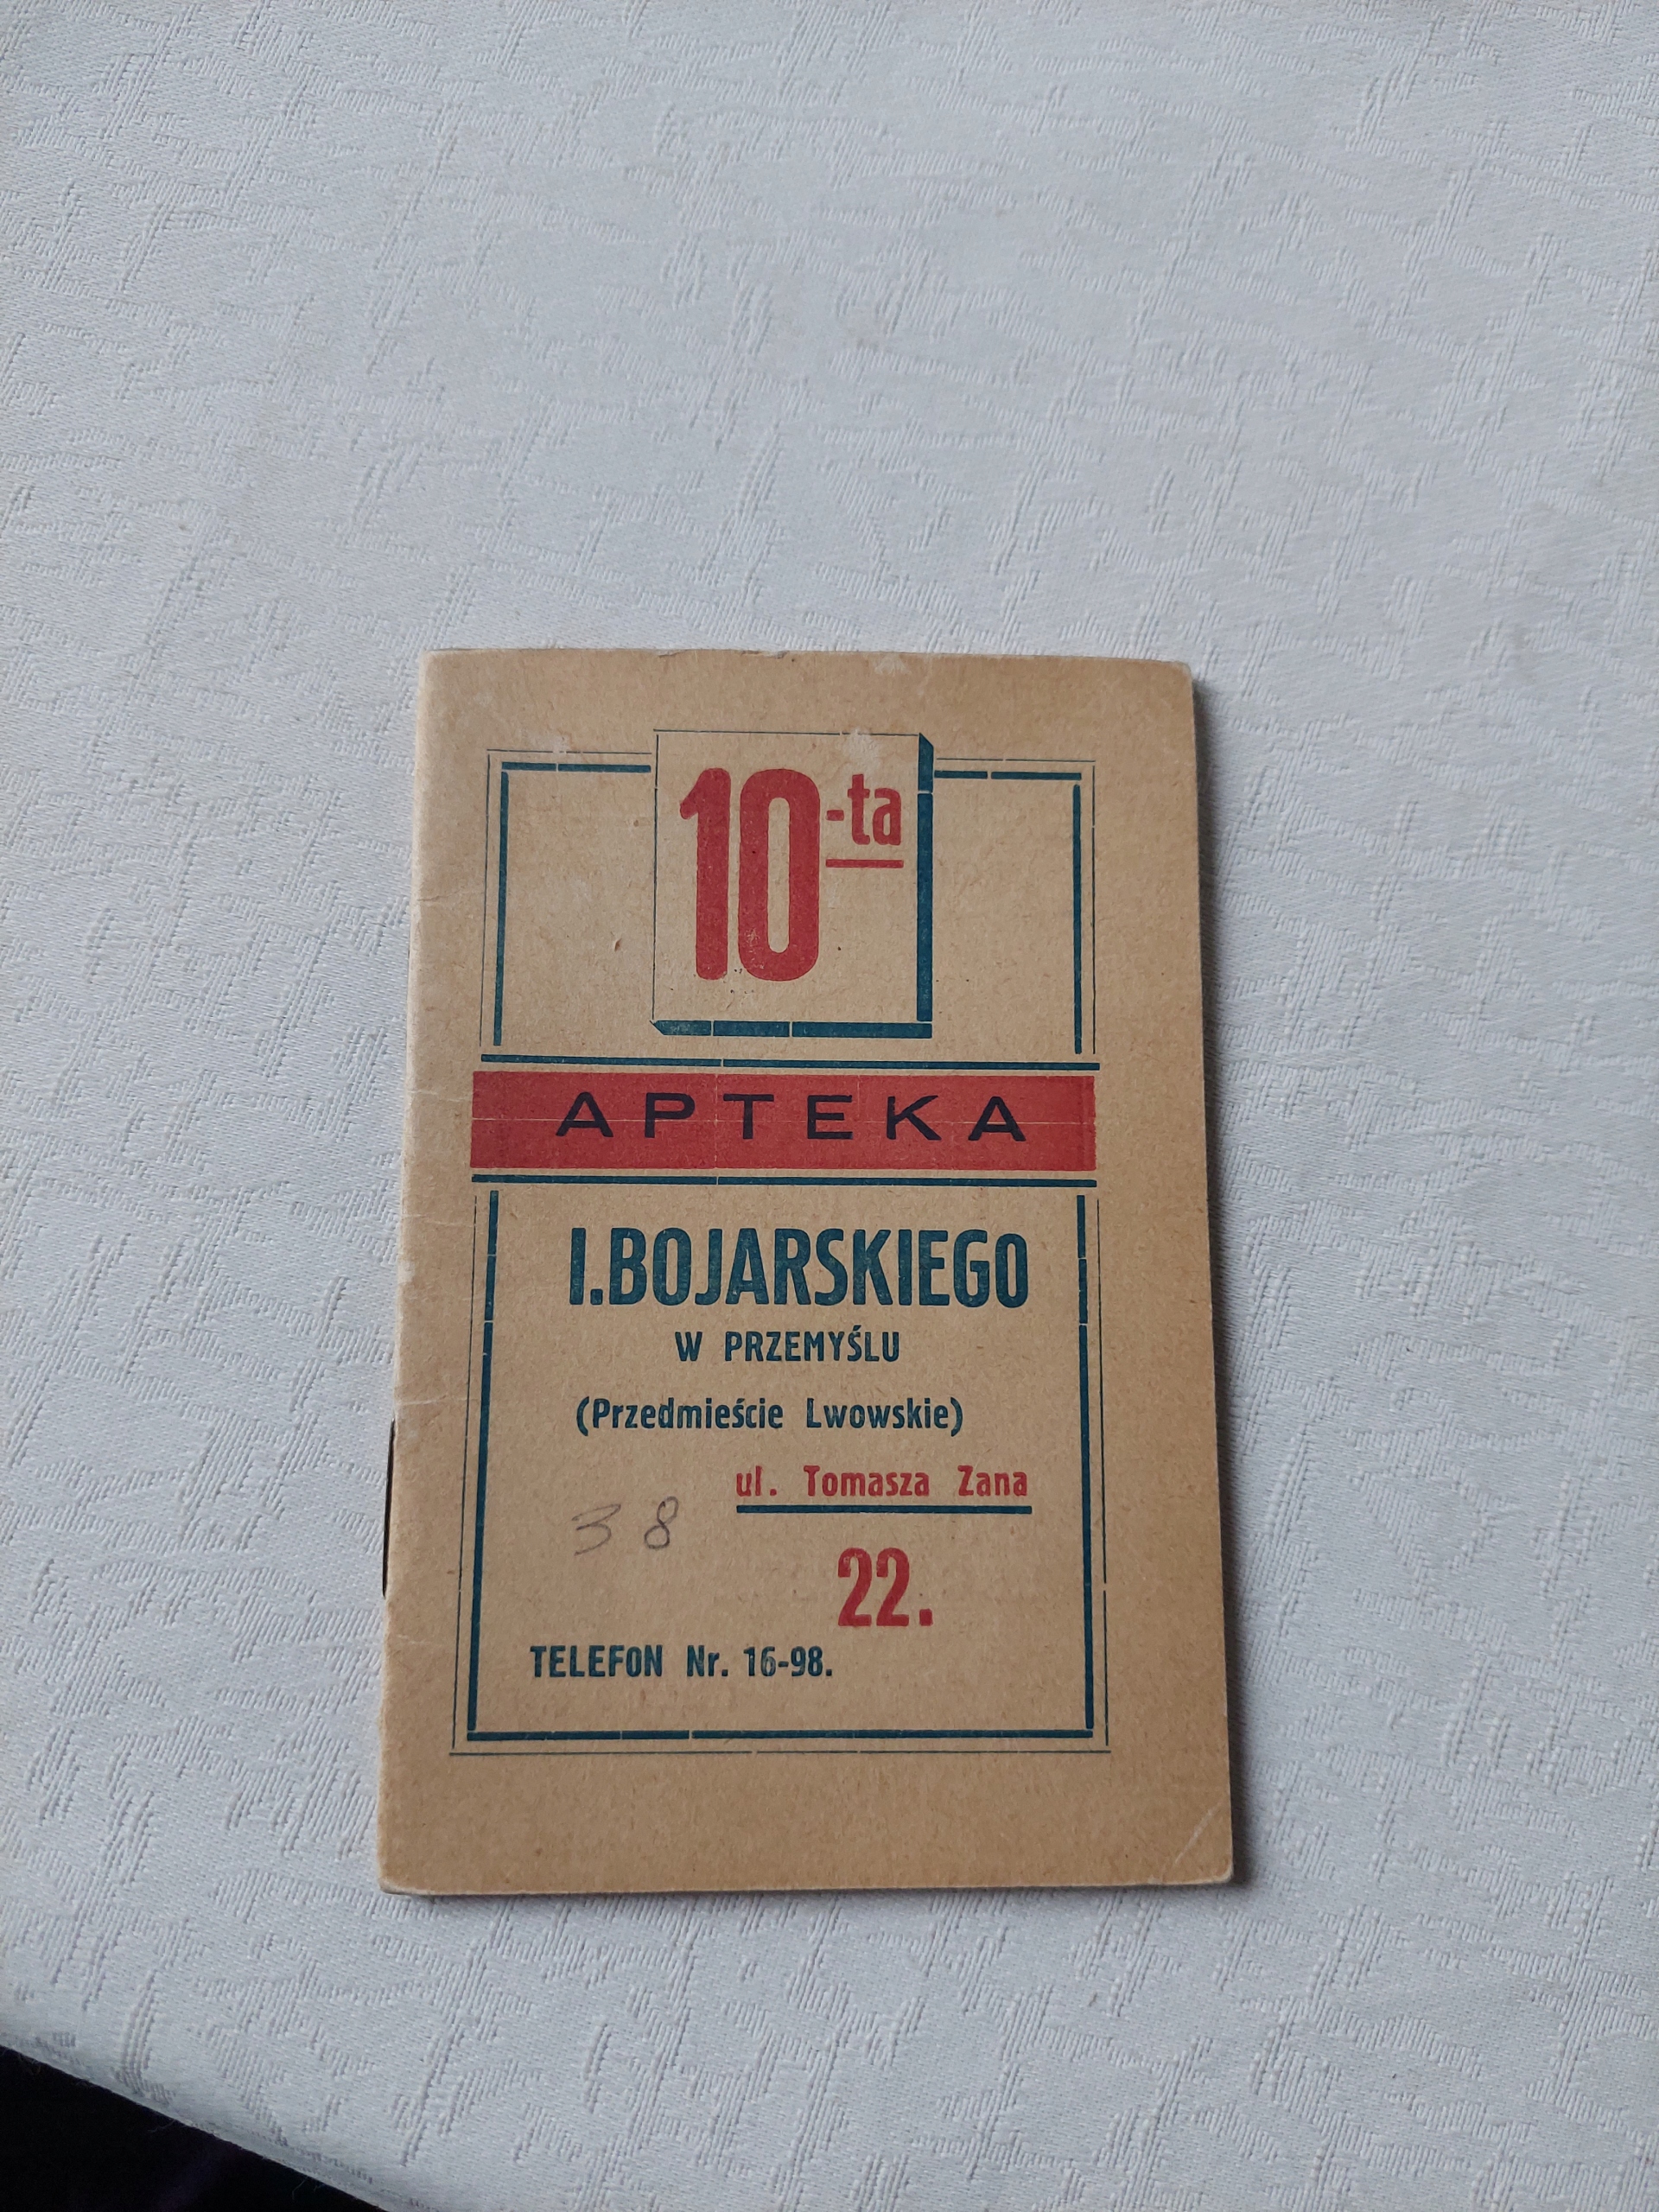 10-ta
APTEKA
I.BOJARSKIEGO
W PRZEMYŚLU
(Przedmieście Lwowskie)
ul. Tomasza Zana
38
22.
TELEFON Nr. 16-98.